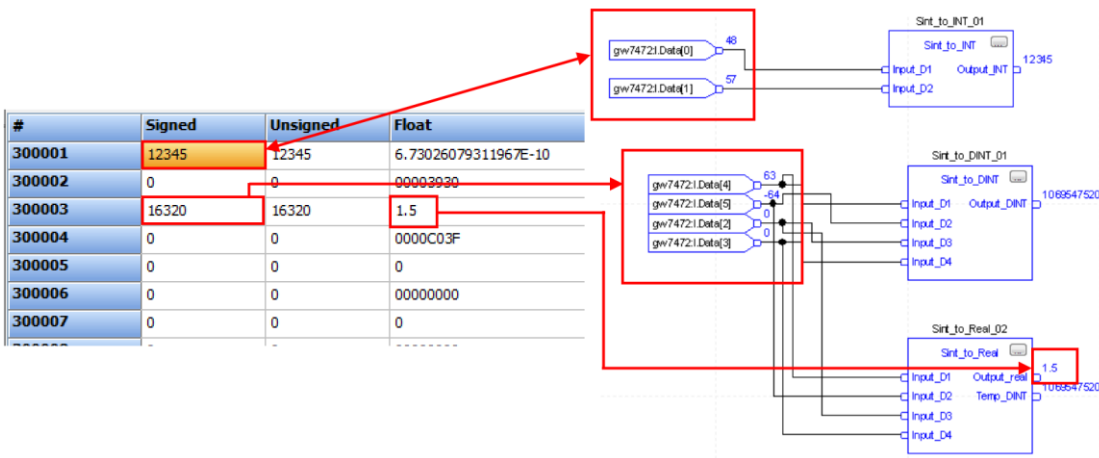 # Signed Unsigned Float
300001 12345 12345 6.73026079311967E-10
300002 0 0 00003930
300003 16320 16320 1.5
300004 0 0 0000C03F
300005 0 0 0
300006 0 0 00000000
300007 0 0 0
Sint_to_INT_01
Sint_to_INT ...
gw7472:I.Data[0] 48
gw7472:I.Data[1] 57
Input_D1 Output_INT 12345
Input_D2
Sint_to_DINT_01
Sint_to_DINT ...
gw7472:I.Data[4] 63
gw7472:I.Data[5] -64
gw7472:I.Data[2] 0
gw7472:I.Data[3] 0
Input_D1 Output_DINT 1069547520
Input_D2
Input_D3
Input_D4
Sint_to_Real_02
Sint_to_Real ...
Input_D1 Output_real 1.5
Input_D2 Temp_DINT 1069547520
Input_D3
Input_D4